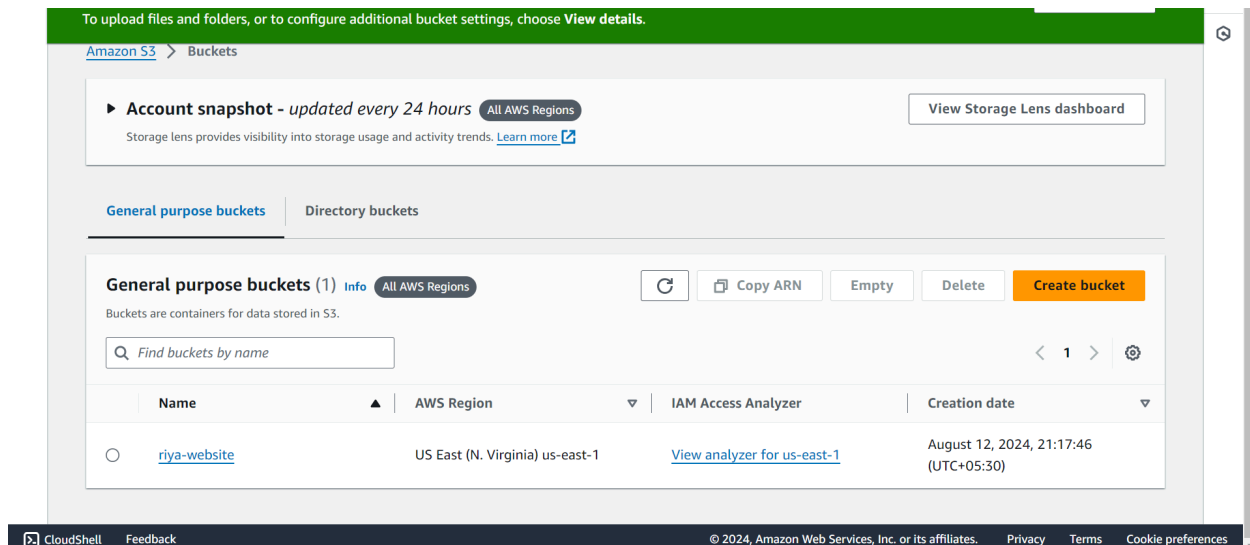 To upload files and folders, or to configure additional bucket settings, choose View details.
Amazon S3 > Buckets
Account snapshot - updated every 24 hours All AWS Regions
View Storage Lens dashboard
Storage lens provides visibility into storage usage and activity trends. Learn more
General purpose buckets Directory buckets
General purpose buckets (1) Info All AWS Regions
Copy ARN Empty Delete Create bucket
Buckets are containers for data stored in S3.
Find buckets by name
1
Name AWS Region IAM Access Analyzer Creation date
riya-website US East (N. Virginia) us-east-1 View analyzer for us-east-1 August 12, 2024, 21:17:46
(UTC+05:30)
CloudShell Feedback © 2024, Amazon Web Services, Inc. or its affiliates. Privacy Terms Cookie preferences